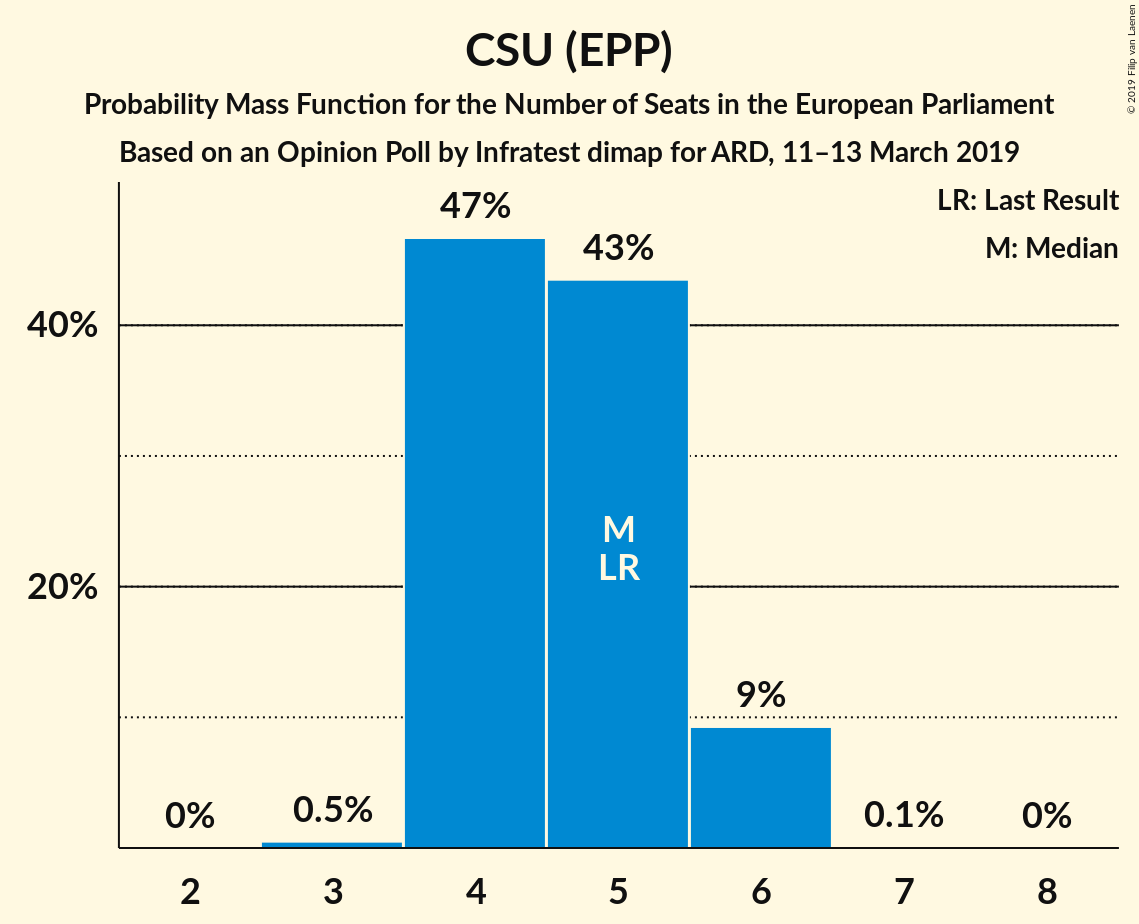 CSU (EPP)
Probability Mass Function for the Number of Seats in the European Parliament
Based on an Opinion Poll by Infratest dimap for ARD, 11–13 March 2019
© 2019 Filip van Laenen
LR: Last Result
M: Median
47%
43%
40%
M
LR
20%
9%
0%
0.5%
0.1%
0%
2
3
4
5
6
7
8